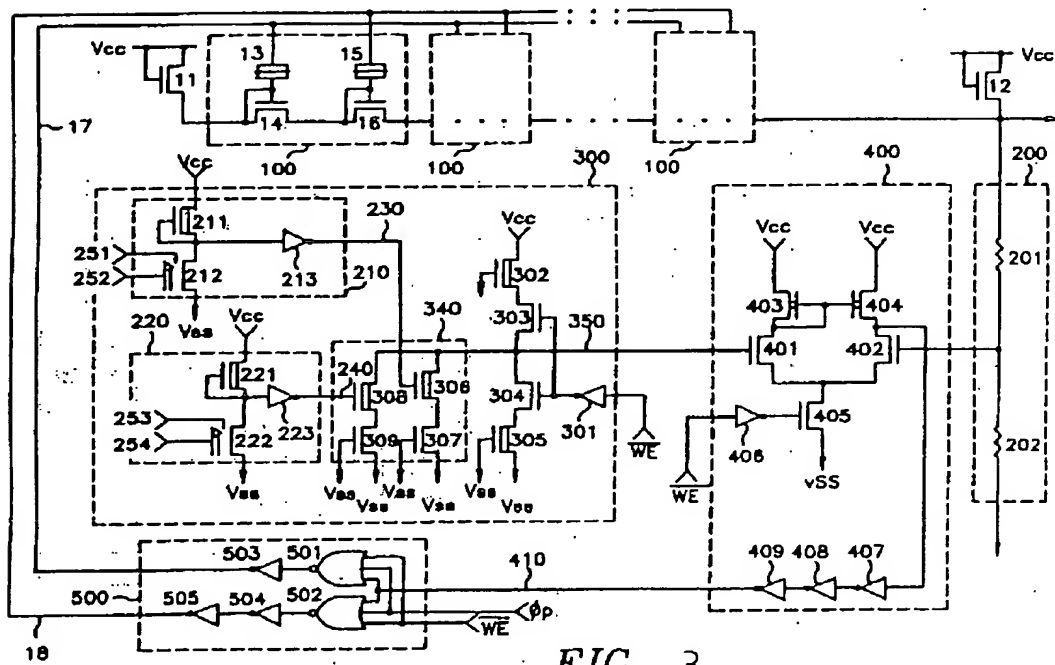 Vcc
13
15
Vcc
11
12
14
16
17
100
100
100
300
400
200
Vcc
211
230
Vcc
Vcc
Vcc
251
252
212
213
210
302
201
Vss
340
303
403
404
220
Vcc
350
401
402
221
240
308
306
304
301
405
253
254
222
223
309
307
305
WE
406
202
Vss
Vss
Vss
Vss
Vss
Vss
Vss
WE
vSS
503
501
410
409
408
407
500
505
504
502
φp
WE
18
FIG. 3